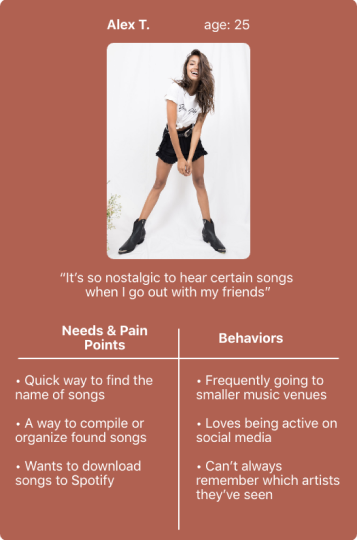 Alex T. age: 25
“It’s so nostalgic to hear certain songs
when I go out with my friends”
Needs & Pain
Points
• Quick way to find the
name of songs
• A way to compile or
organize found songs
• Wants to download
songs to Spotify
Behaviors
• Frequently going to
smaller music venues
• Loves being active on
social media
• Can’t always
remember which artists
they’ve seen